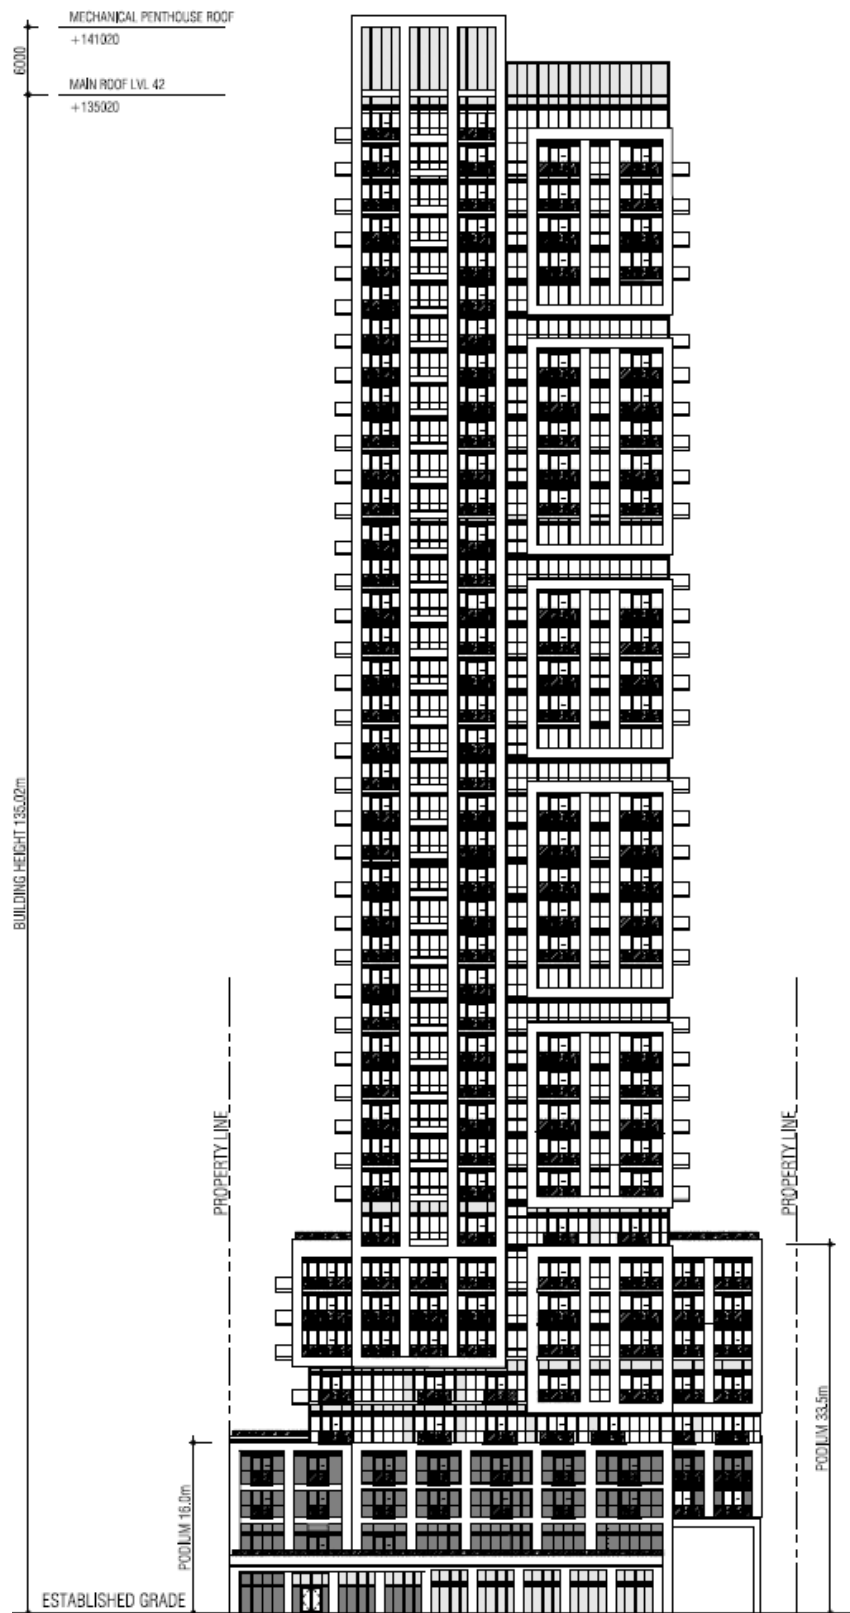 MECHANICAL PENTHOUSE ROOF
+141020
6000
MAIN ROOF LVL 42
+135020
BUILDING HEIGHT 135.02m
PROPERTY LINE
PROPERTY LINE
PODIUM 33.5m
PODIUM 16.0m
ESTABLISHED GRADE